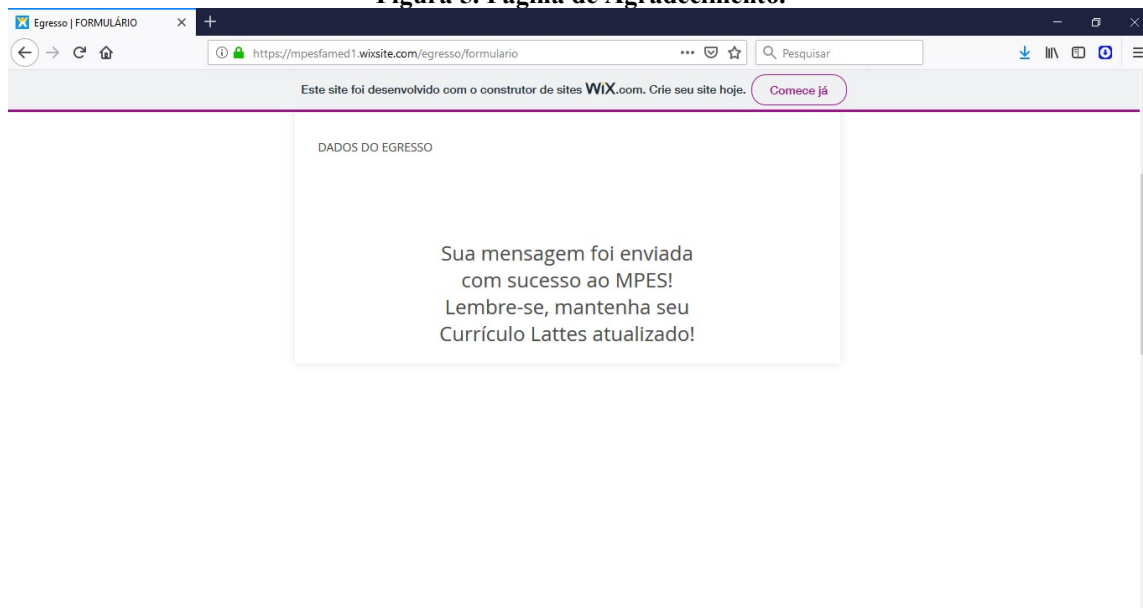 Figura 5. Página de Agradecimento.
Egresso | FORMULÁRIO
https://mpesfamed1.wixsite.com/egresso/formulario
Pesquisar
Este site foi desenvolvido com o construtor de sites WiX.com. Crie seu site hoje. Comece já
DADOS DO EGRESSO
Sua mensagem foi enviada
com sucesso ao MPES!
Lembre-se, mantenha seu
Currículo Lattes atualizado!